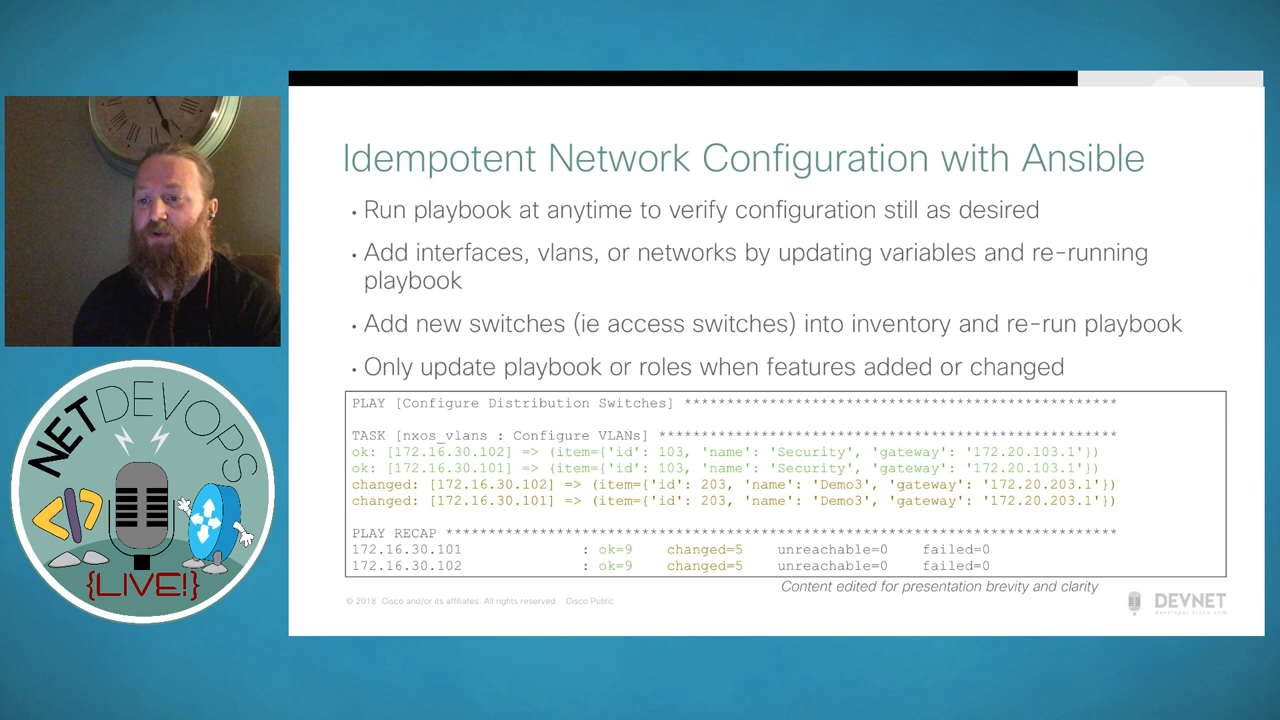 Idempotent Network Configuration with Ansible
• Run playbook at anytime to verify configuration still as desired
• Add interfaces, vlans, or networks by updating variables and re-running
playbook
• Add new switches (ie access switches) into inventory and re-run playbook
• Only update playbook or roles when features added or changed
PLAY [Configure Distribution Switches] **************************************************
TASK [nxos_vlans : Configure VLANs] *****************************************************
ok: [172.16.30.102] => (item={'id': 103, 'name': 'Security', 'gateway': '172.20.103.1'})
ok: [172.16.30.101] => (item={'id': 103, 'name': 'Security', 'gateway': '172.20.103.1'})
changed: [172.16.30.102] => (item={'id': 203, 'name': 'Demo3', 'gateway': '172.20.203.1'})
changed: [172.16.30.101] => (item={'id': 203, 'name': 'Demo3', 'gateway': '172.20.203.1'})
PLAY RECAP ******************************************************************************
172.16.30.101 : ok=9 changed=5 unreachable=0 failed=0
172.16.30.102 : ok=9 changed=5 unreachable=0 failed=0
Content edited for presentation brevity and clarity
© 2018 Cisco and/or its affiliates. All rights reserved. Cisco Public
DEVNET
developer.cisco.com
NETDEVOPS
</>
{LIVE!}